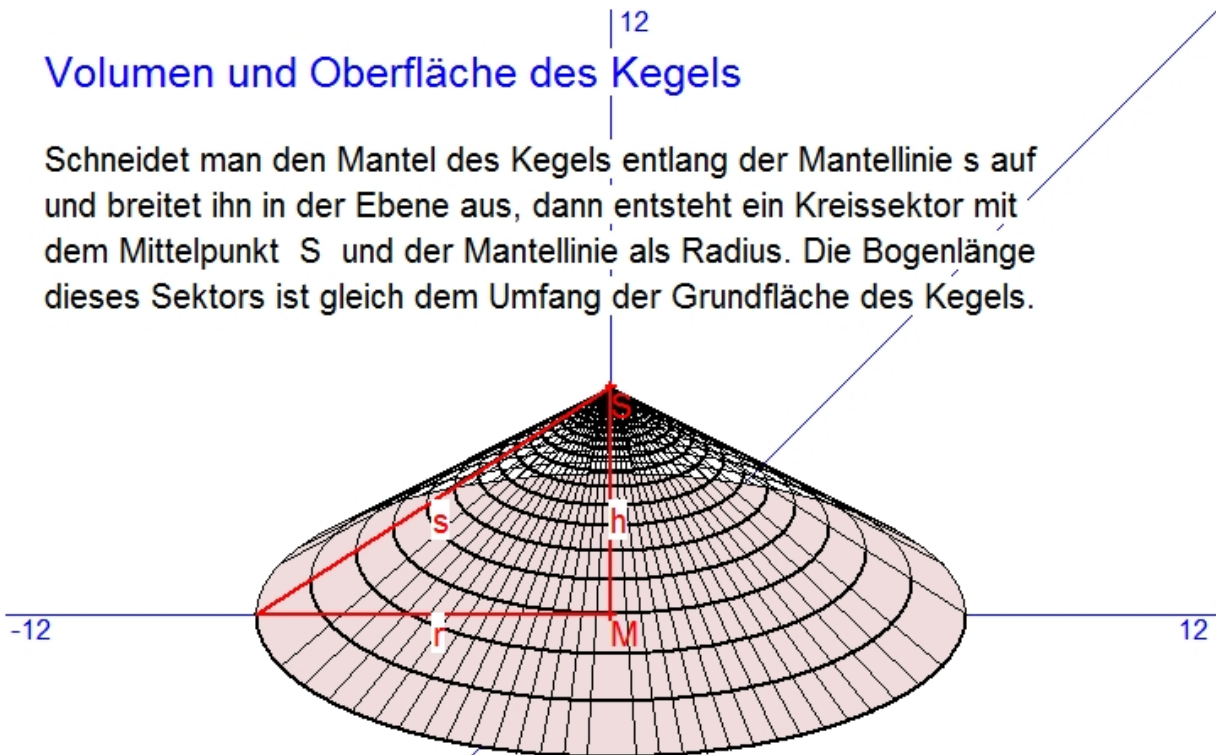 12
Volumen und Oberfläche des Kegels
Schneidet man den Mantel des Kegels entlang der Mantellinie s auf
und breitet ihn in der Ebene aus, dann entsteht ein Kreissektor mit
dem Mittelpunkt S und der Mantellinie als Radius. Die Bogenlänge
dieses Sektors ist gleich dem Umfang der Grundfläche des Kegels.
S
s h
-12 r M 12